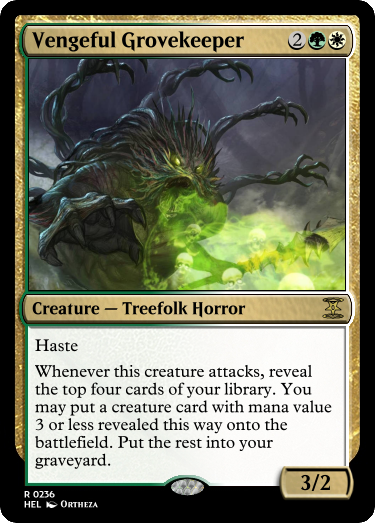 Vengeful Grovekeeper 2
Creature — Treefolk Horror
Haste
Whenever this creature attacks, reveal
the top four cards of your library. You
may put a creature card with mana value
3 or less revealed this way onto the
battlefield. Put the rest into your
graveyard.
3/2
R 0236
HEL Ortheza